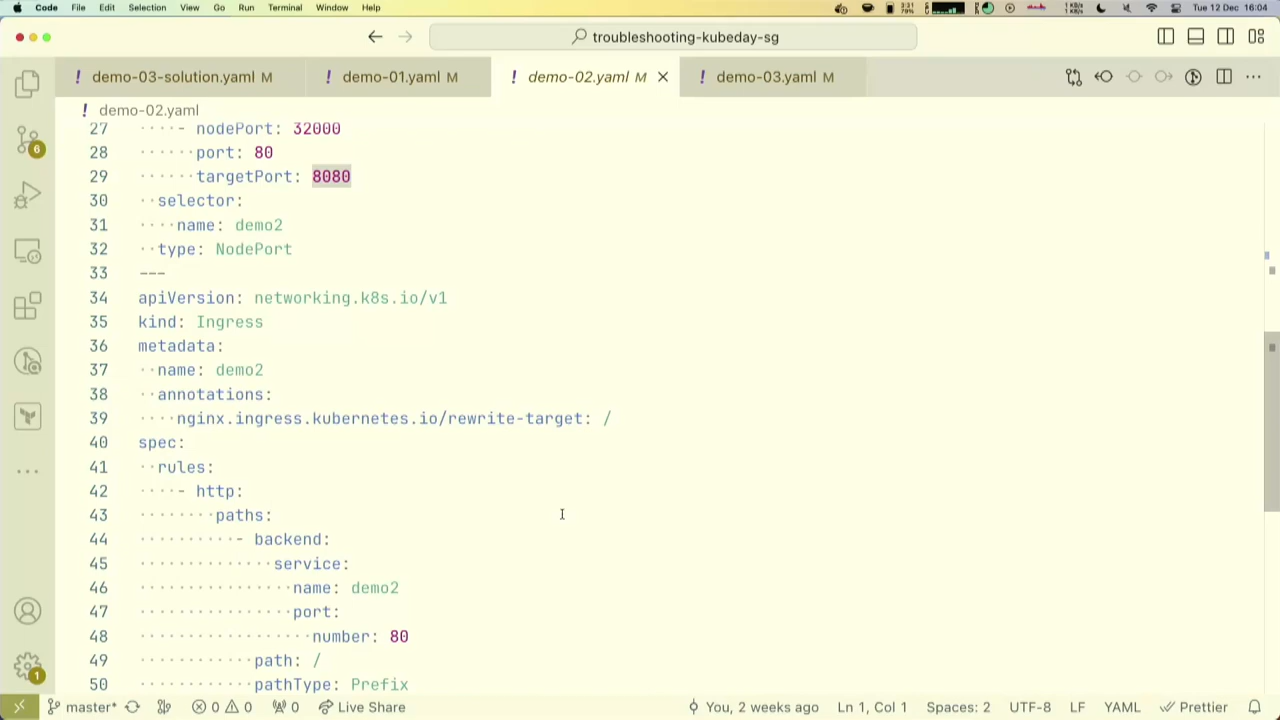 Code File Edit Selection View Go Run Terminal Window Help Tue 12 Dec 16:04
troubleshooting-kubeday-sg
! demo-03-solution.yaml M ! demo-01.yaml M ! demo-02.yaml M ! demo-03.yaml M
! demo-02.yaml
27 ····- nodePort: 32000
28 ······port: 80
29 ······targetPort: 8080
30 ··selector:
31 ····name: demo2
32 ··type: NodePort
33 ---
34 apiVersion: networking.k8s.io/v1
35 kind: Ingress
36 metadata:
37 ··name: demo2
38 ··annotations:
39 ····nginx.ingress.kubernetes.io/rewrite-target: /
40 spec:
41 ··rules:
42 ····- http:
43 ········paths:
44 ··········- backend:
45 ··············service:
46 ················name: demo2
47 ················port:
48 ··················number: 80
49 ············path: /
50 ············pathType: Prefix
6
1
master* 0 0 0 Live Share You, 2 weeks ago Ln 1, Col 1 Spaces: 2 UTF-8 LF YAML Prettier